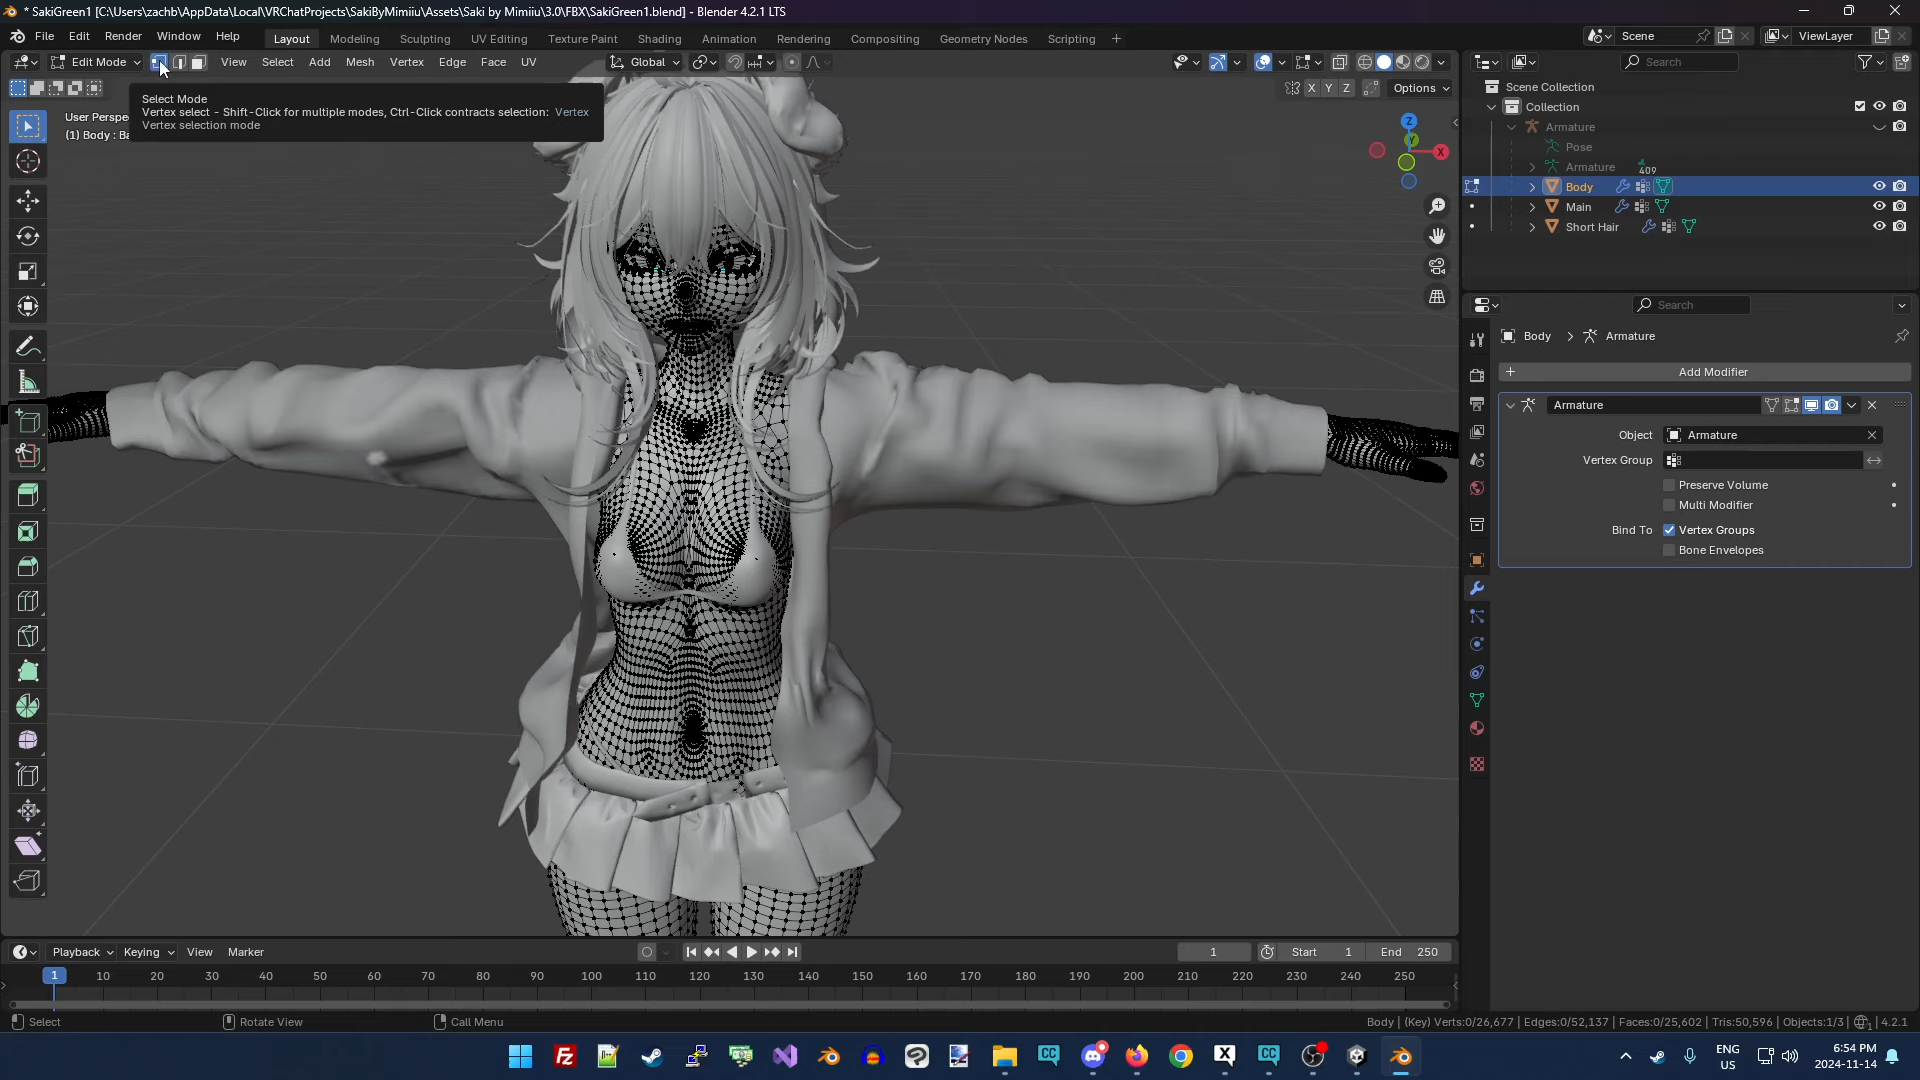 * SakiGreen1 [C:\Users\zachb\AppData\Local\VRChatProjects\SakiByMimiiu\Assets\Saki by Mimiiu\3.0\FBX\SakiGreen1.blend] - Blender 4.2.1 LTS
File Edit Render Window Help Layout Modeling Sculpting UV Editing Texture Paint Shading Animation Rendering Compositing Geometry Nodes Scripting + Scene ViewLayer
Edit Mode View Select Add Mesh Vertex Edge Face UV Global Search
X Y Z Options
Select Mode
Vertex select - Shift-Click for multiple modes, Ctrl-Click contracts selection: Vertex
Vertex selection mode
User Perspe
(1) Body : Ba
Z
Y
X
Scene Collection
Collection
Armature
Pose
Armature 409
Body
Main
Short Hair
Search
Body > Armature
+ Add Modifier
Armature
Object Armature
Vertex Group
Preserve Volume
Multi Modifier
Bind To Vertex Groups
Bone Envelopes
Playback Keying View Marker 1 Start 1 End 250
1 10 20 30 40 50 60 70 80 90 100 110 120 130 140 150 160 170 180 190 200 210 220 230 240 250
Select Rotate View Call Menu Body | (Key) Verts:0/26,677 | Edges:0/52,137 | Faces:0/25,602 | Tris:50,596 | Objects:1/3 | 4.2.1
ENG
US
6:54 PM
2024-11-14